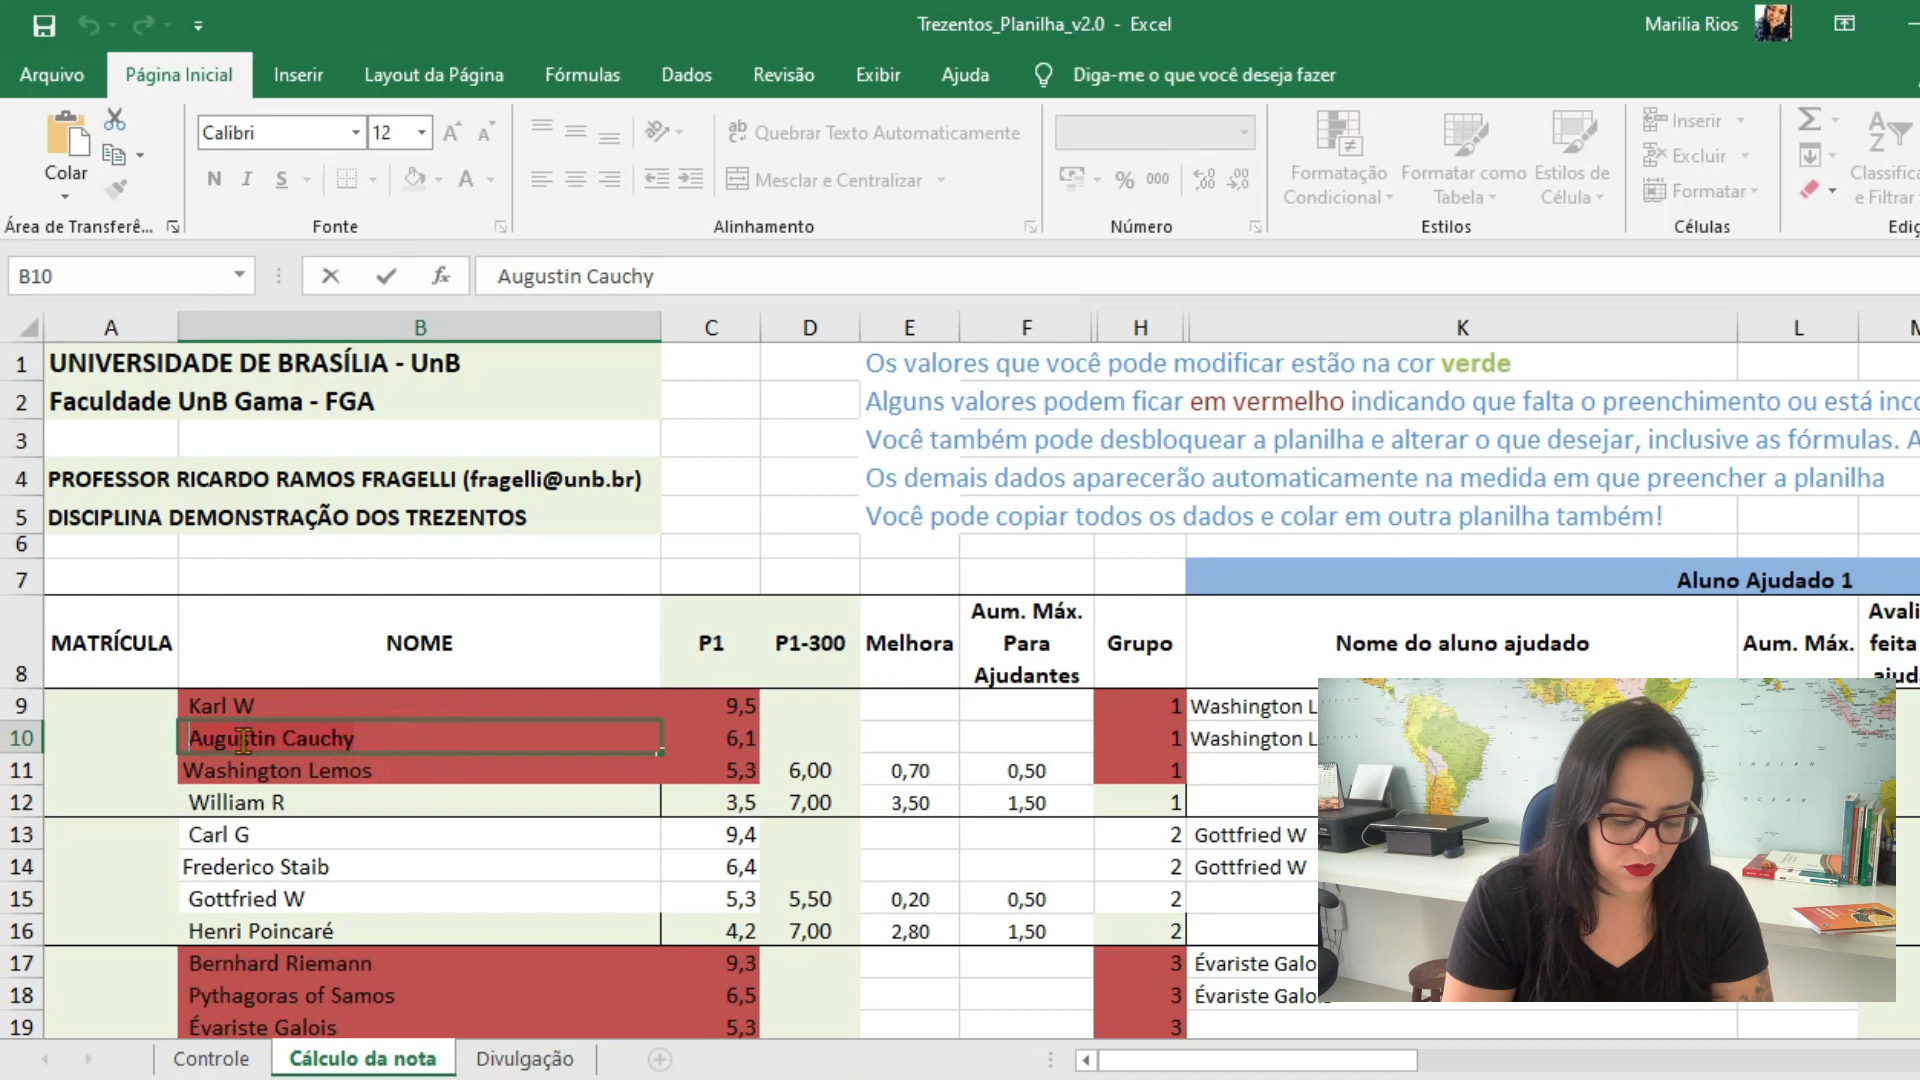 Trezentos_Planilha_v2.0 - Excel
Marilia Rios
Arquivo Página Inicial Inserir Layout da Página Fórmulas Dados Revisão Exibir Ajuda Diga-me o que você deseja fazer
Colar
Calibri 12
N I S
Quebrar Texto Automaticamente
Mesclar e Centralizar
% 000
Formatação Condicional
Formatar como Tabela
Estilos de Célula
Inserir
Excluir
Formatar
e Filtrar
Área de Transferê... Fonte Alinhamento Número Estilos Células
B10 fx Augustin Cauchy
A B C D E F H K L
1 UNIVERSIDADE DE BRASÍLIA - UnB Os valores que você pode modificar estão na cor verde
2 Faculdade UnB Gama - FGA Alguns valores podem ficar em vermelho indicando que falta o preenchimento ou está
3 Você também pode desbloquear a planilha e alterar o que desejar, inclusive as fórmulas.
4 PROFESSOR RICARDO RAMOS FRAGELLI (fragelli@unb.br) Os demais dados aparecerão automaticamente na medida em que preencher a planilha
5 DISCIPLINA DEMONSTRAÇÃO DOS TREZENTOS Você pode copiar todos os dados e colar em outra planilha também!
6
7 Aluno Ajudado 1
8 MATRÍCULA NOME P1 P1-300 Melhora Aum. Máx. Para Ajudantes Grupo Nome do aluno ajudado Aum. Máx. feita
9 Karl W 9,5 1 Washington
10 Augustin Cauchy 6,1 1 Washington
11 Washington Lemos 5,3 6,00 0,70 0,50 1
12 William R 3,5 7,00 3,50 1,50 1
13 Carl G 9,4 2 Gottfried W
14 Frederico Staib 6,4 2 Gottfried W
15 Gottfried W 5,3 5,50 0,20 0,50 2
16 Henri Poincaré 4,2 7,00 2,80 1,50 2
17 Bernhard Riemann 9,3 3 Évariste
18 Pythagoras of Samos 6,5 3 Évariste
19 Évariste Galois 5,3 3
Controle Cálculo da nota Divulgação